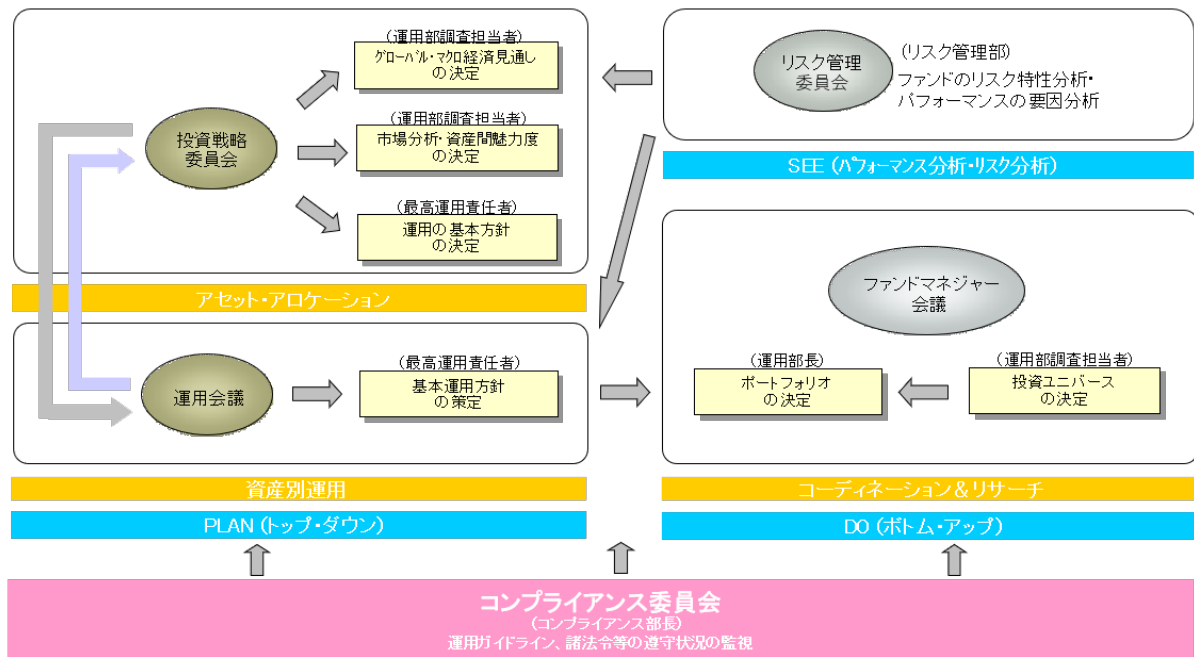 (運用部調査担当者)
グローバル・マクロ経済見通し
の決定
投資戦略
委員会
(運用部調査担当者)
市場分析・資産間魅力度
の決定
(最高運用責任者)
運用の基本方針
の決定
アセット・アロケーション
運用会議
(最高運用責任者)
基本運用方針
の策定
資産別運用
PLAN (トップ・ダウン)
リスク管理
委員会
(リスク管理部)
ファンドのリスク特性分析・
パフォーマンスの要因分析
SEE (パフォーマンス分析・リスク分析)
ファンドマネジャー
会議
(運用部長)
ポートフォリオ
の決定
(運用部調査担当者)
投資ユニバース
の決定
コーディネーション＆リサーチ
DO (ボトム・アップ)
コンプライアンス委員会
(コンプライアンス部長)
運用ガイドライン、諸法令等の遵守状況の監視